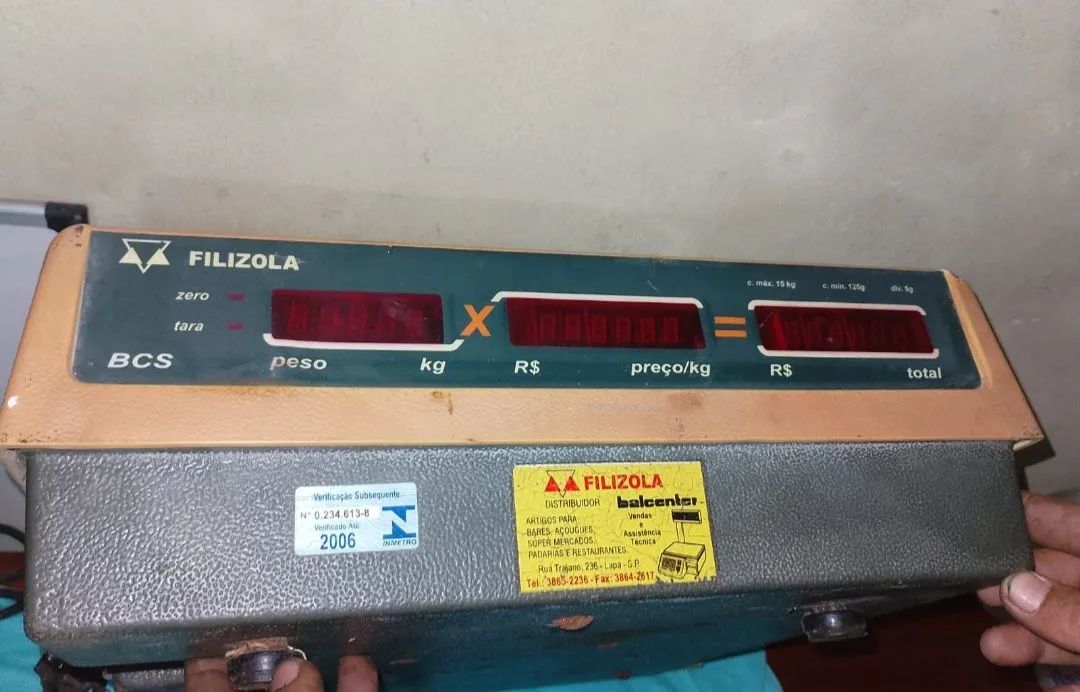 FILIZOLA
c. máx. 15 kg c. min. 125g div. 5g
zero
tara
X =
BCS peso kg R$ preço/kg R$ total
Verificação Subsequente
Nº 0.234.613-8
Verificado Até
2006
INMETRO
FILIZOLA
DISTRIBUIDOR balcenter
ARTIGOS PARA
BARES, AÇOUGUES,
SUPER MERCADOS,
PADARIAS E RESTAURANTES.
Vendas
e
Assistência
Técnica
Rua Trajano, 236 - Lapa - S.P.
Tel.: 3865-2236 - Fax: 3864-2617